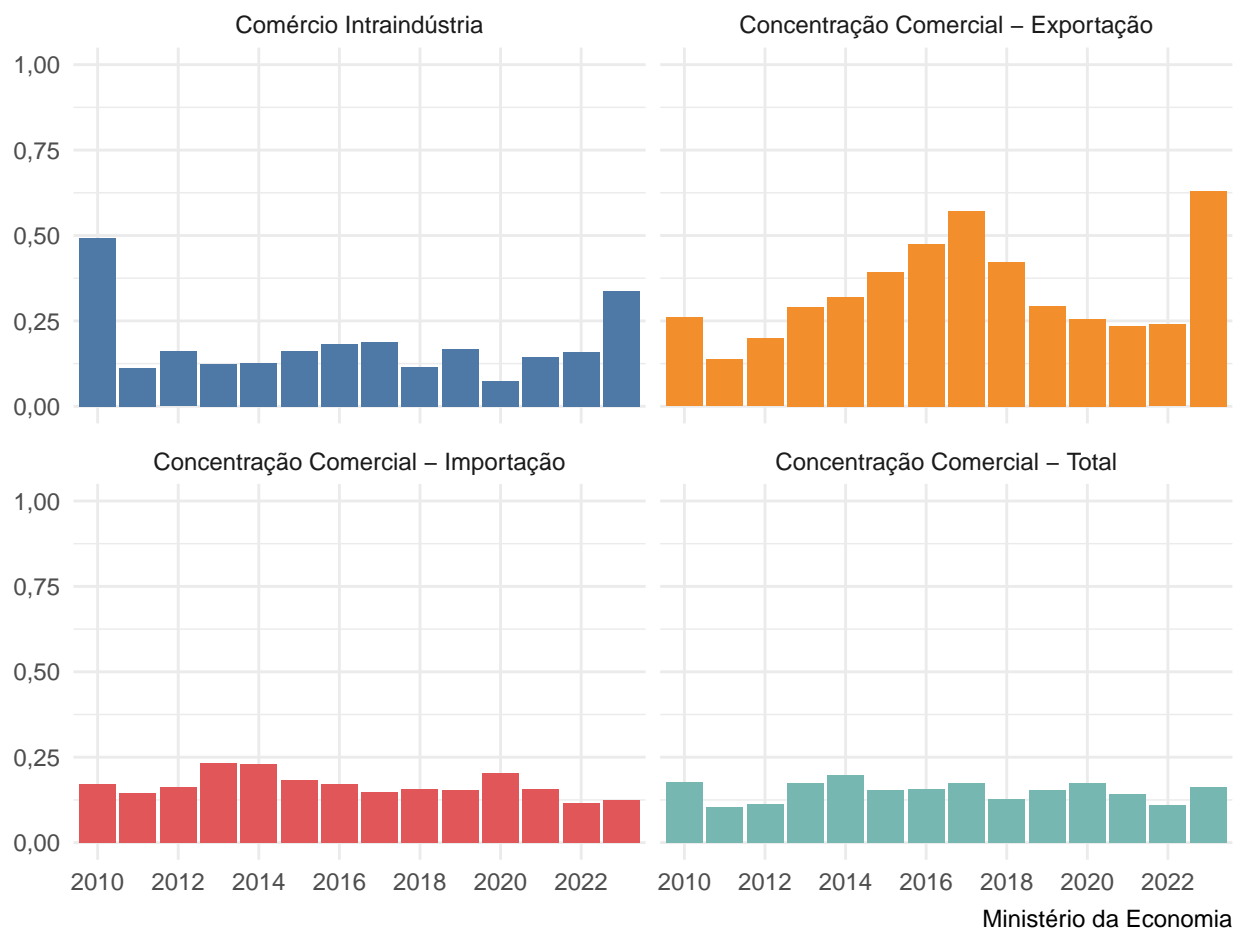 Comércio Intraindústria
Concentração Comercial – Exportação
1,00
0,75
0,50
0,25
0,00
Concentração Comercial – Importação
Concentração Comercial – Total
1,00
0,75
0,50
0,25
0,00
2010 2012 2014 2016 2018 2020 2022
2010 2012 2014 2016 2018 2020 2022
Ministério da Economia